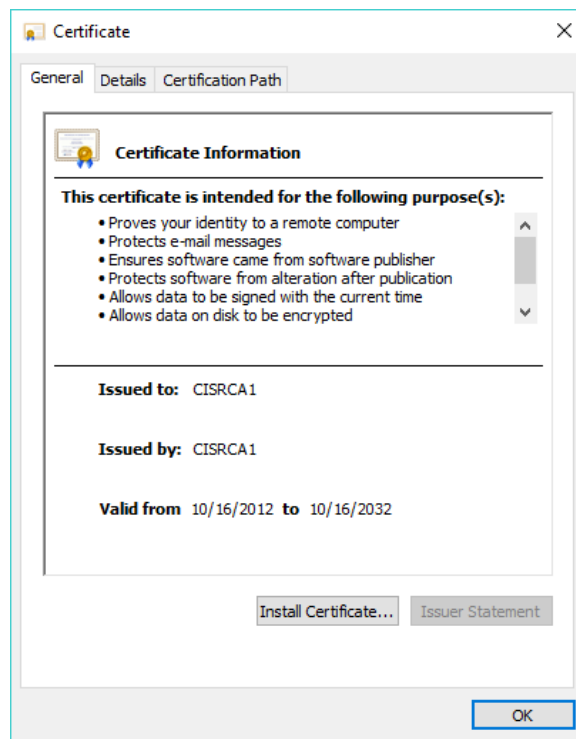 Certificate
General Details Certification Path
Certificate Information
This certificate is intended for the following purpose(s):
• Proves your identity to a remote computer
• Protects e-mail messages
• Ensures software came from software publisher
• Protects software from alteration after publication
• Allows data to be signed with the current time
• Allows data on disk to be encrypted
Issued to: CISRCA1
Issued by: CISRCA1
Valid from 10/16/2012 to 10/16/2032
Install Certificate... Issuer Statement
OK